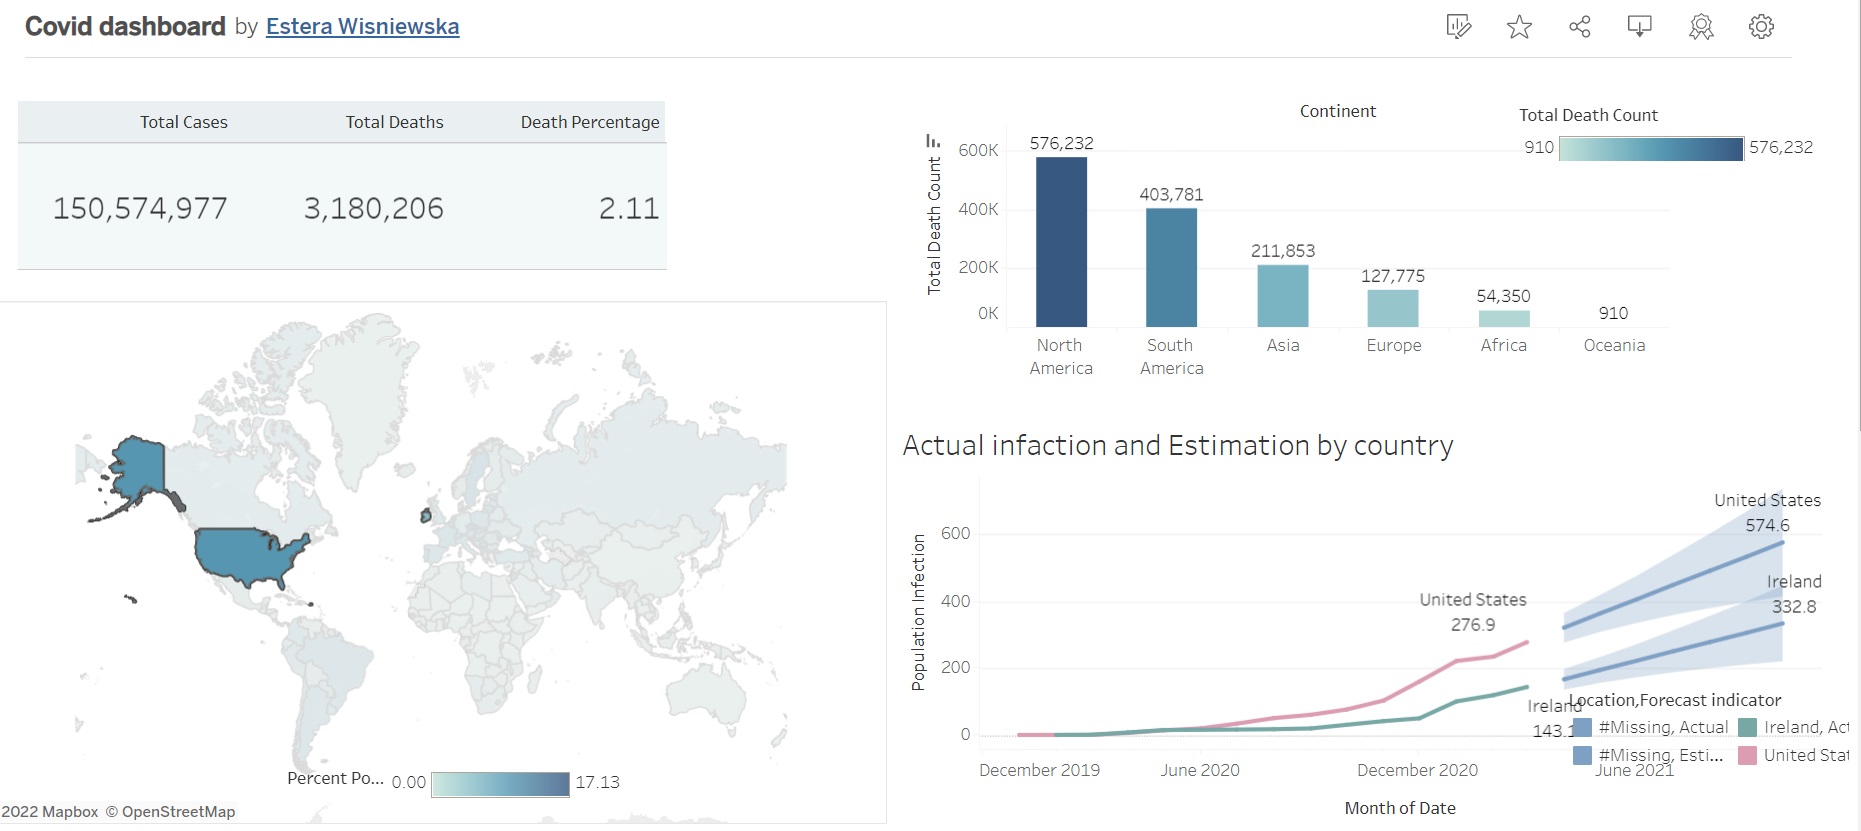 Covid dashboard by Estera Wisniewska
Total Cases Total Deaths Death Percentage
150,574,977 3,180,206 2.11
Continent
Total Death Count
910 576,232
Total Death Count
600K
400K
200K
0K
576,232
403,781
211,853
127,775
54,350
910
North America
South America
Asia
Europe
Africa
Oceania
Percent Po... 0.00 17.13
2022 Mapbox © OpenStreetMap
Actual infaction and Estimation by country
Population Infection
600
400
200
0
United States
574.6
Ireland
332.8
United States
276.9
Ireland
143.
Location,Forecast indicator
#Missing, Actual
Ireland, Act
#Missing, Esti...
United Stat
December 2019
June 2020
December 2020
June 2021
Month of Date